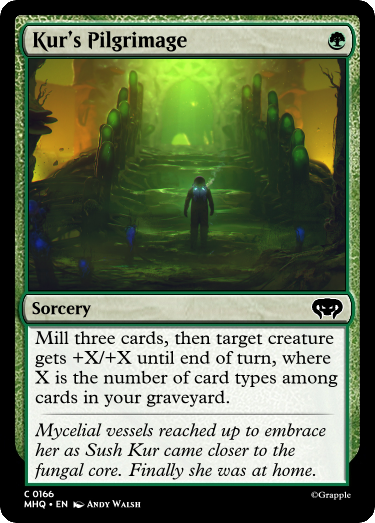 Kur's Pilgrimage
Sorcery
Mill three cards, then target creature
gets +X/+X until end of turn, where
X is the number of card types among
cards in your graveyard.
Mycelial vessels reached up to embrace
her as Sush Kur came closer to the
fungal core. Finally she was at home.
C 0166
MHQ • EN Andy Walsh
©Grapple